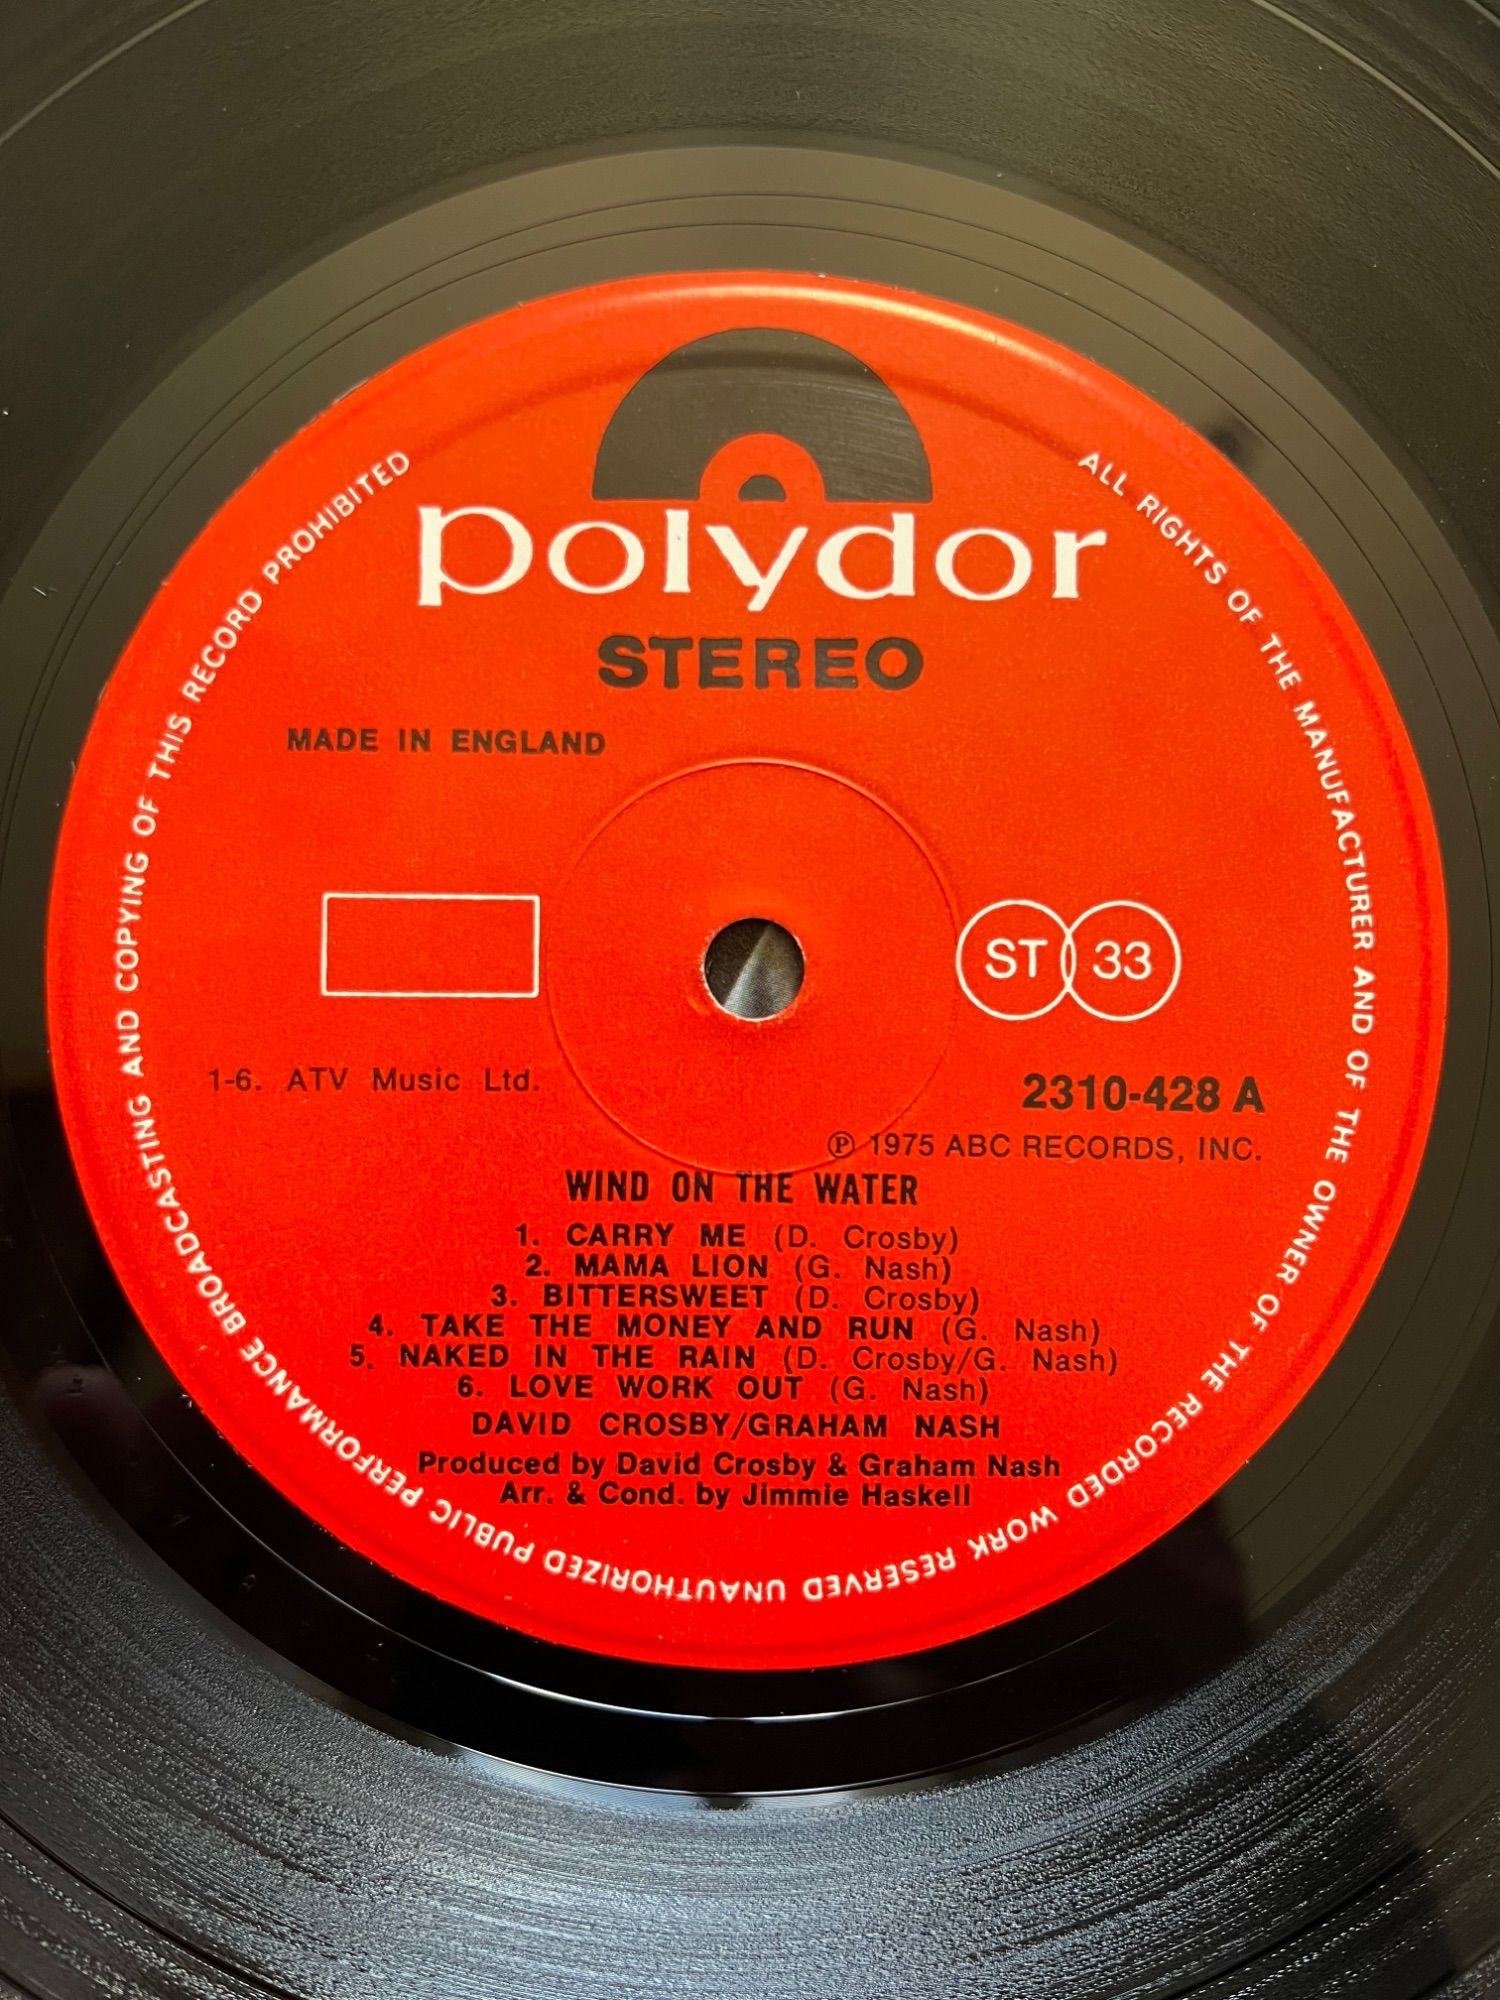 polydor
STEREO
MADE IN ENGLAND
ST 33
1-6. ATV Music Ltd.
2310-428 A
℗ 1975 ABC RECORDS, INC.
WIND ON THE WATER
1. CARRY ME (D. Crosby)
2. MAMA LION (G. Nash)
3. BITTERSWEET (D. Crosby)
4. TAKE THE MONEY AND RUN (G. Nash)
5. NAKED IN THE RAIN (D. Crosby/G. Nash)
6. LOVE WORK OUT (G. Nash)
DAVID CROSBY/GRAHAM NASH
Produced by David Crosby & Graham Nash
Arr. & Cond. by Jimmie Haskell
ALL RIGHTS OF THE MANUFACTURER AND OF THE OWNER OF THE RECORDED WORK RESERVED UNAUTHORIZED PUBLIC PERFORMANCE BROADCASTING AND COPYING OF THIS RECORD PROHIBITED